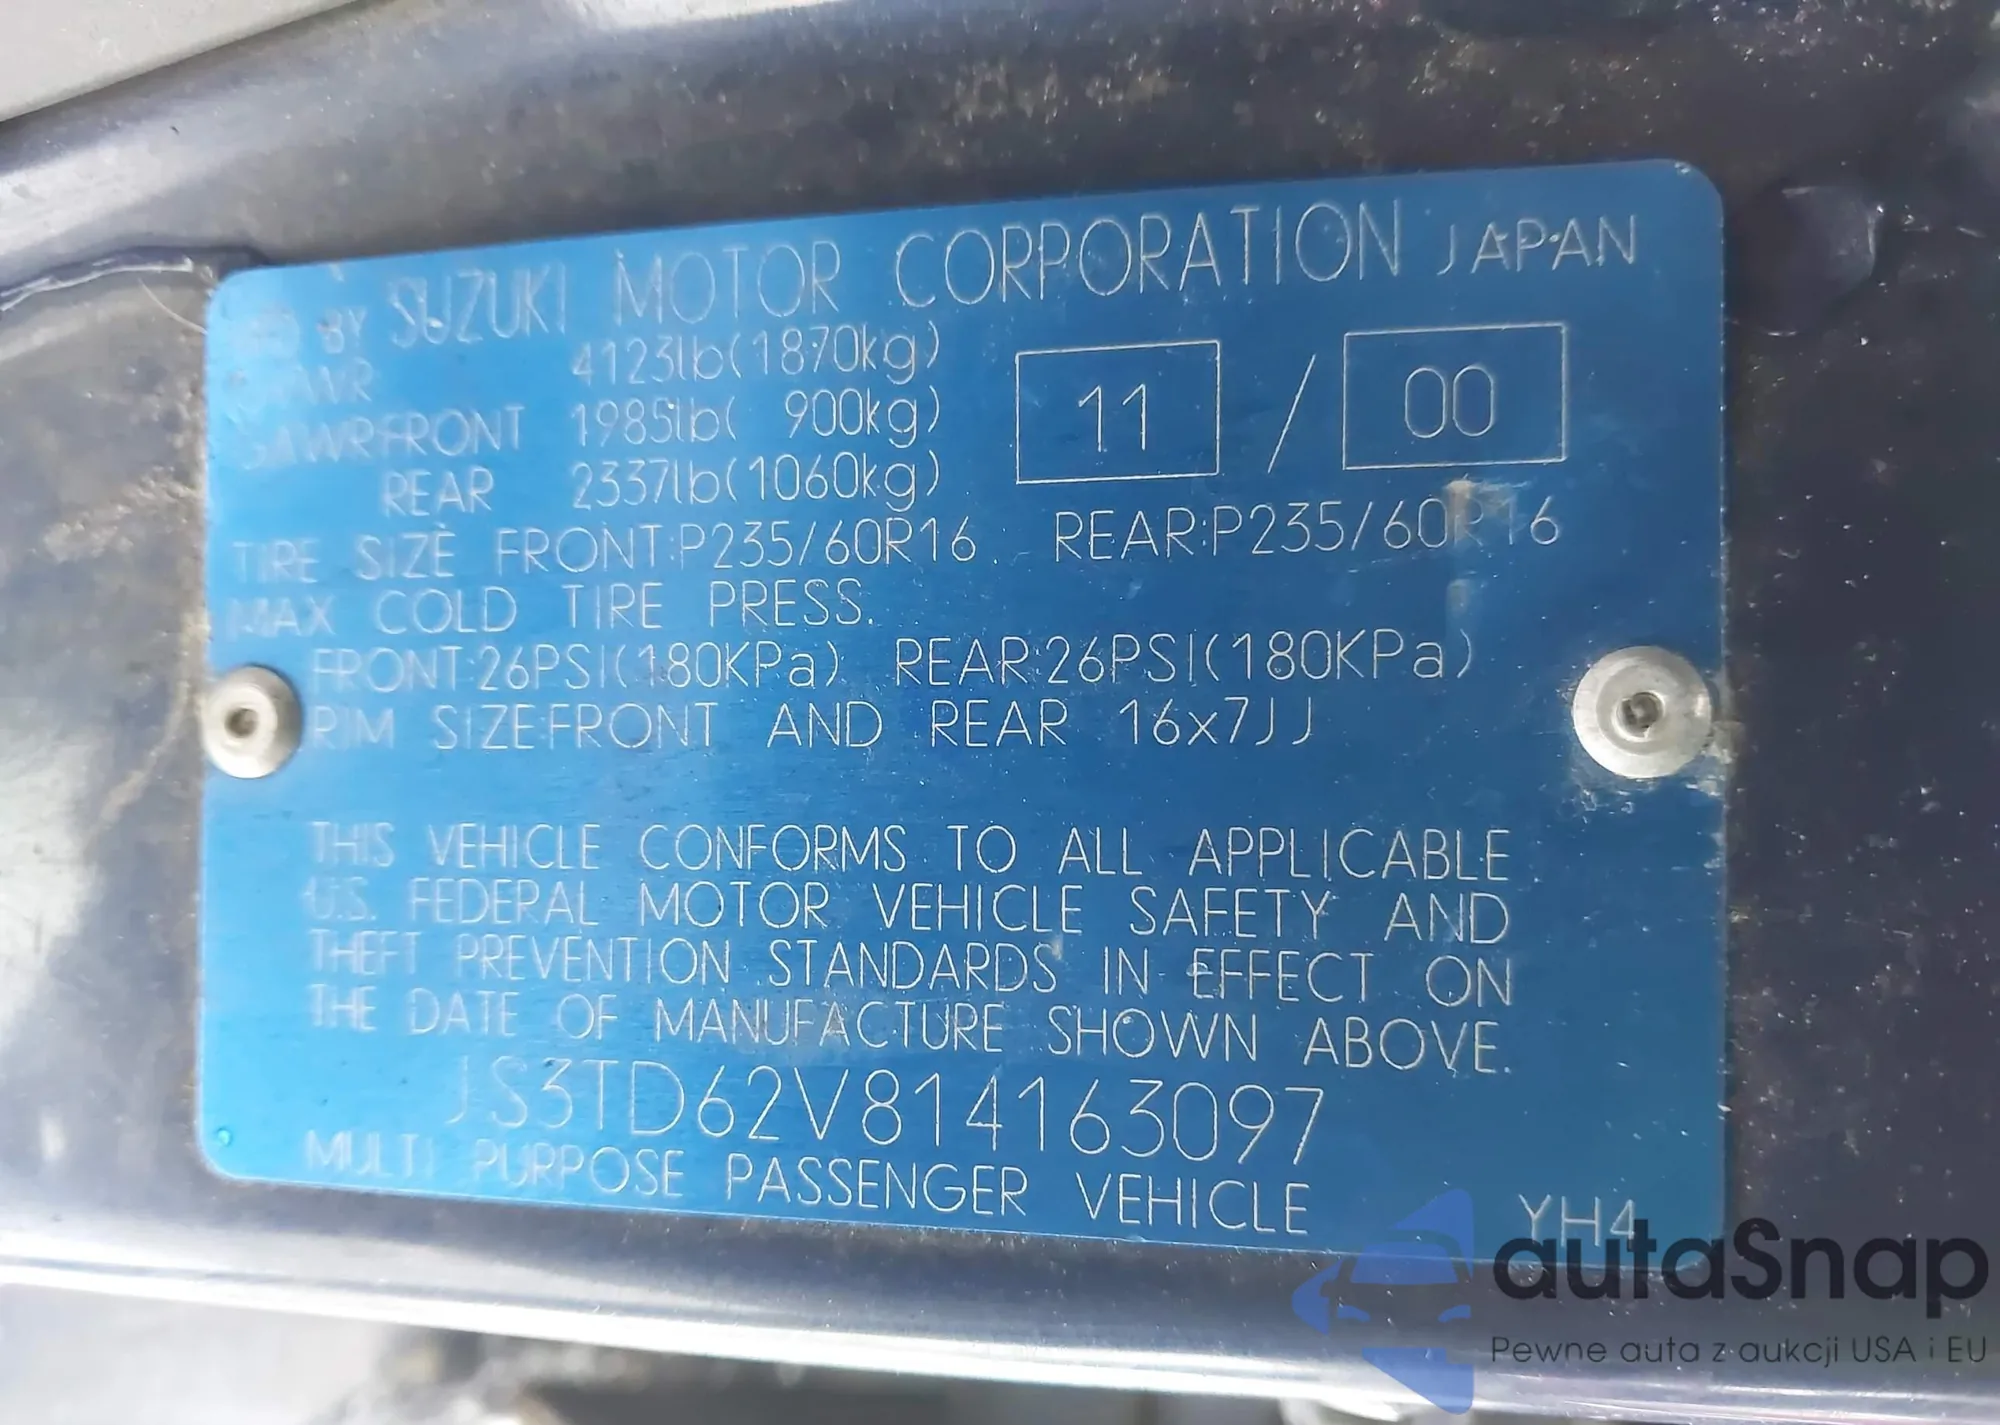 BY SUZUKI MOTOR CORPORATION JAPAN
GVWR 4123lb(1870kg)
GAWR FRONT 1985lb( 900kg) 11 / 00
REAR 2337lb(1060kg)
TIRE SIZE FRONT:P235/60R16 REAR:P235/60R16
MAX COLD TIRE PRESS.
FRONT:26PSI(180KPa) REAR:26PSI(180KPa)
RIM SIZE:FRONT AND REAR 16x7JJ
THIS VEHICLE CONFORMS TO ALL APPLICABLE
U.S. FEDERAL MOTOR VEHICLE SAFETY AND
THEFT PREVENTION STANDARDS IN EFFECT ON
THE DATE OF MANUFACTURE SHOWN ABOVE.
JS3TD62V814163097
MULTI PURPOSE PASSENGER VEHICLE YH4
autaSnap
Pewne auta z aukcji USA i EU